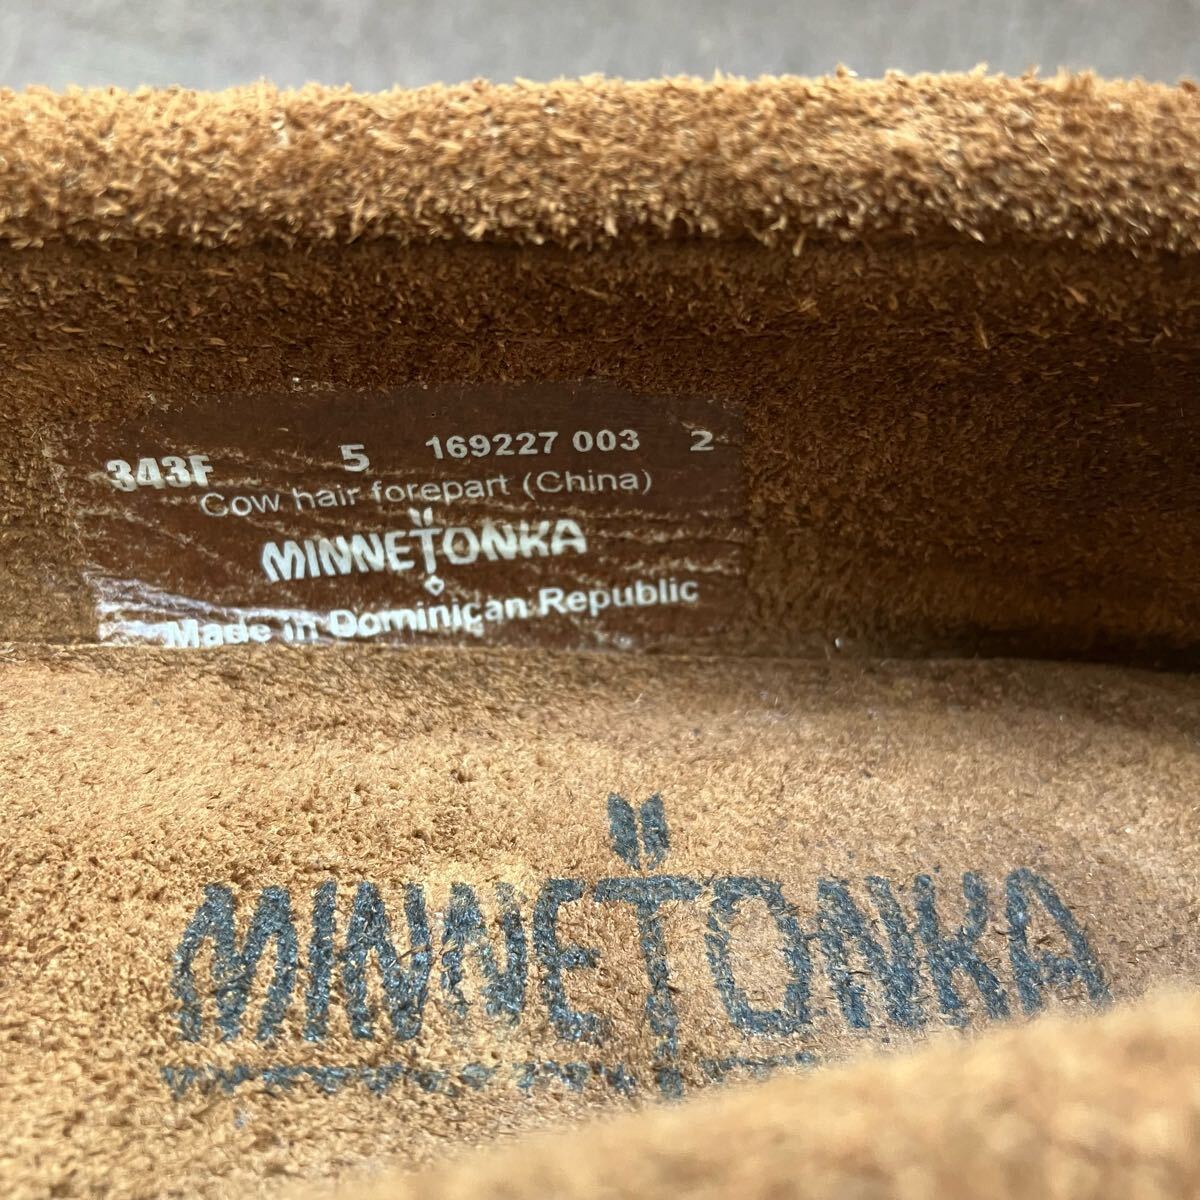 343F 5 169227 003 2
Cow hair forepart (China)
MINNETONKA
Made in Dominican Republic
MINNETONKA